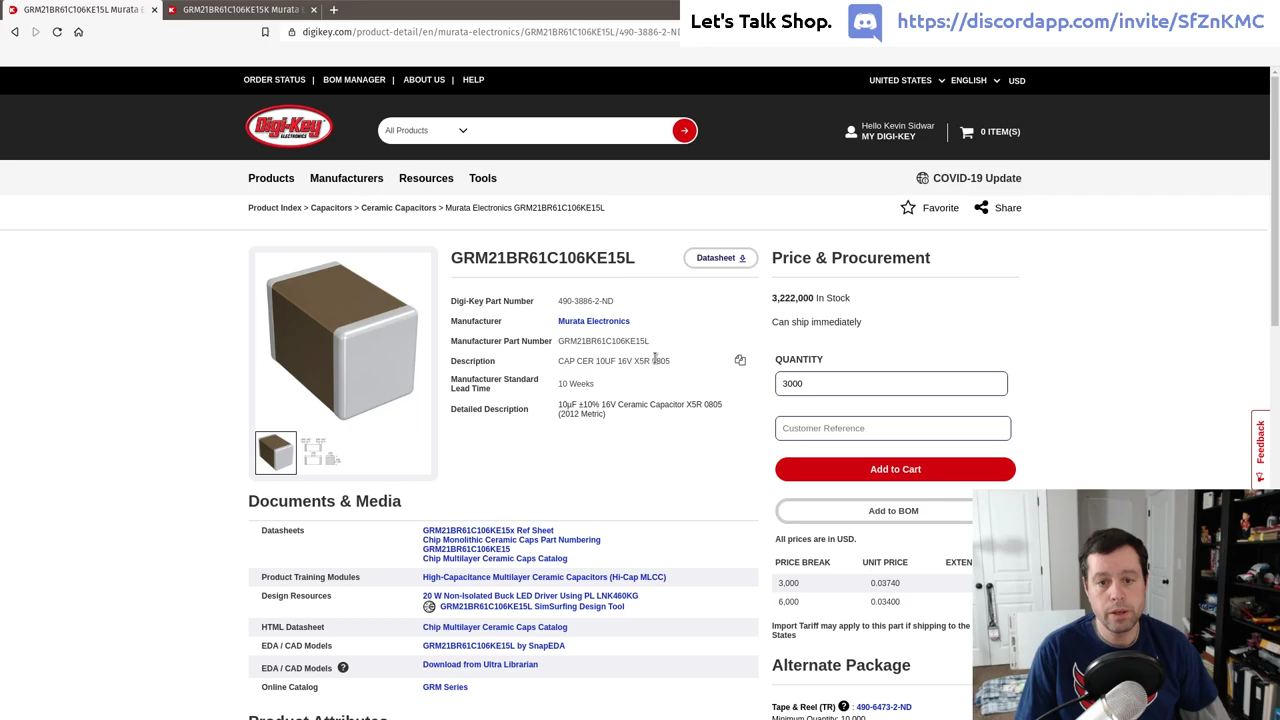 GRM21BR61C106KE15L Murata E
GRM21BR61C106KE15K Murata E
Let's Talk Shop.
https://discordapp.com/invite/SfZnKMC
digikey.com/product-detail/en/murata-electronics/GRM21BR61C106KE15L/490-3886-2-ND
ORDER STATUS | BOM MANAGER | ABOUT US | HELP
UNITED STATES ENGLISH USD
Digi-Key
ELECTRONICS
All Products
Hello Kevin Sidwar
MY DIGI-KEY
0 ITEM(S)
Products Manufacturers Resources Tools
COVID-19 Update
Product Index > Capacitors > Ceramic Capacitors > Murata Electronics GRM21BR61C106KE15L
Favorite Share
GRM21BR61C106KE15L
Datasheet
Digi-Key Part Number 490-3886-2-ND
Manufacturer Murata Electronics
Manufacturer Part Number GRM21BR61C106KE15L
Description CAP CER 10UF 16V X5R 0805
Manufacturer Standard
Lead Time
10 Weeks
Detailed Description
10µF ±10% 16V Ceramic Capacitor X5R 0805
(2012 Metric)
Price & Procurement
3,222,000 In Stock
Can ship immediately
QUANTITY
3000
Customer Reference
Add to Cart
Add to BOM
All prices are in USD.
PRICE BREAK UNIT PRICE EXTEN
3,000 0.03740
6,000 0.03400
Import Tariff may apply to this part if shipping to the
States
Alternate Package
Tape & Reel (TR) ? : 490-6473-2-ND
Minimum Quantity: 10,000
Feedback
Documents & Media
Datasheets
GRM21BR61C106KE15x Ref Sheet
Chip Monolithic Ceramic Caps Part Numbering
GRM21BR61C106KE15
Chip Multilayer Ceramic Caps Catalog
Product Training Modules High-Capacitance Multilayer Ceramic Capacitors (Hi-Cap MLCC)
Design Resources
20 W Non-Isolated Buck LED Driver Using PL LNK460KG
GRM21BR61C106KE15L SimSurfing Design Tool
HTML Datasheet Chip Multilayer Ceramic Caps Catalog
EDA / CAD Models GRM21BR61C106KE15L by SnapEDA
EDA / CAD Models ? Download from Ultra Librarian
Online Catalog GRM Series
Product Attributes